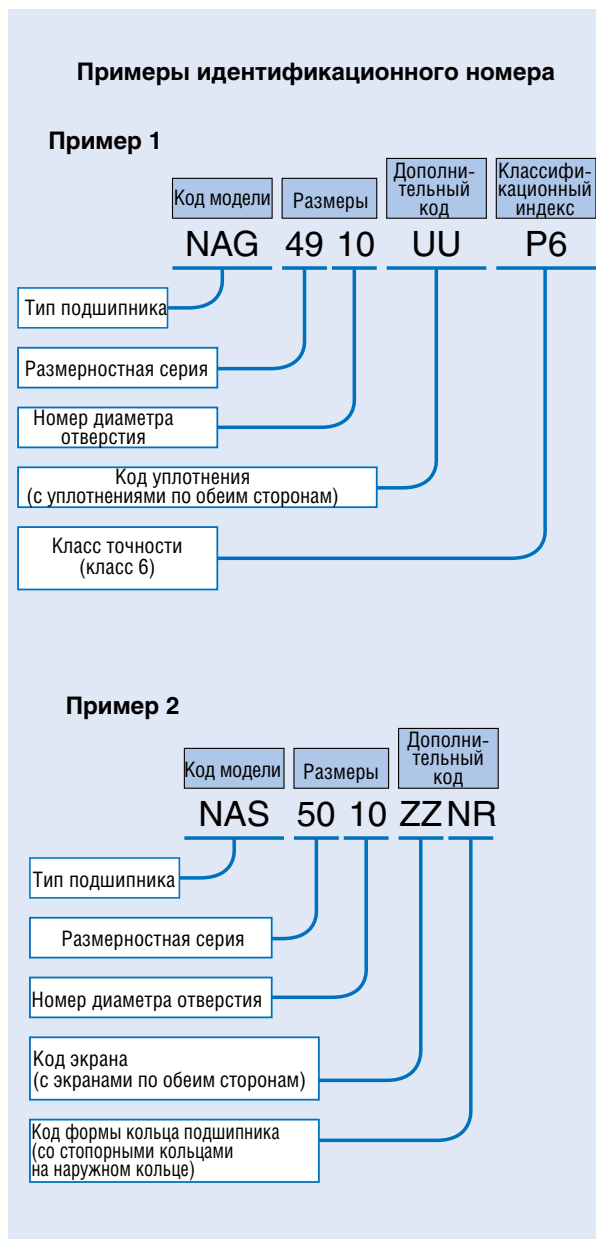 Примеры идентификационного номера
Пример 1
Код модели
Размеры
Дополни-
тельный
код
Классифи-
кационный
индекс
NAG 49 10 UU P6
Тип подшипника
Размерностная серия
Номер диаметра
отверстия
Код уплотнения
(с уплотнениями по обеим сторонам)
Класс точности
(класс 6)
Пример 2
Код модели
Размеры
Дополни-
тельный
код
NAS 50 10 ZZ NR
Тип подшипника
Размерностная серия
Номер диаметра отверстия
Код экрана
(с экранами по обеим сторонам)
Код формы кольца подшипника
(со стопорными кольцами
на наружном кольце)